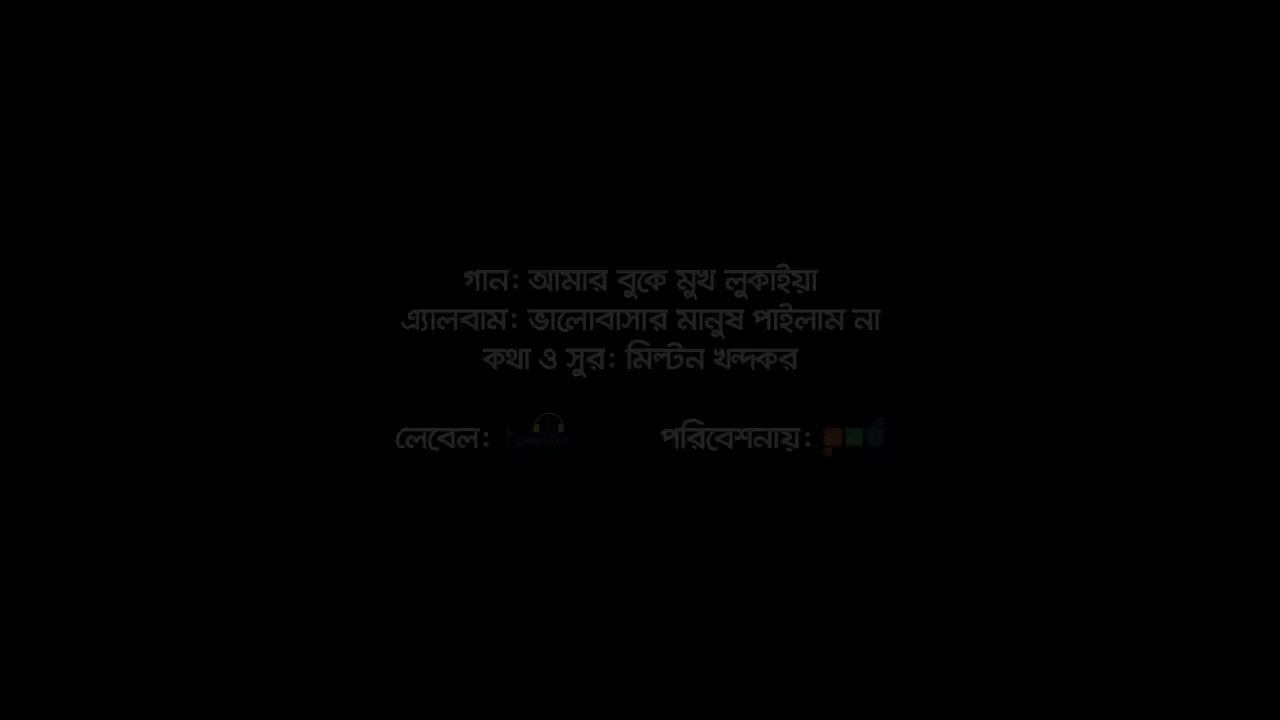 গান: আমার বুকে মুখ লুকাইয়া
এ্যালবাম: ভালোবাসার মানুষ পাইলাম না
কথা ও সুর: মিল্টন খন্দকর
লেবেল: পরিবেশনায়: